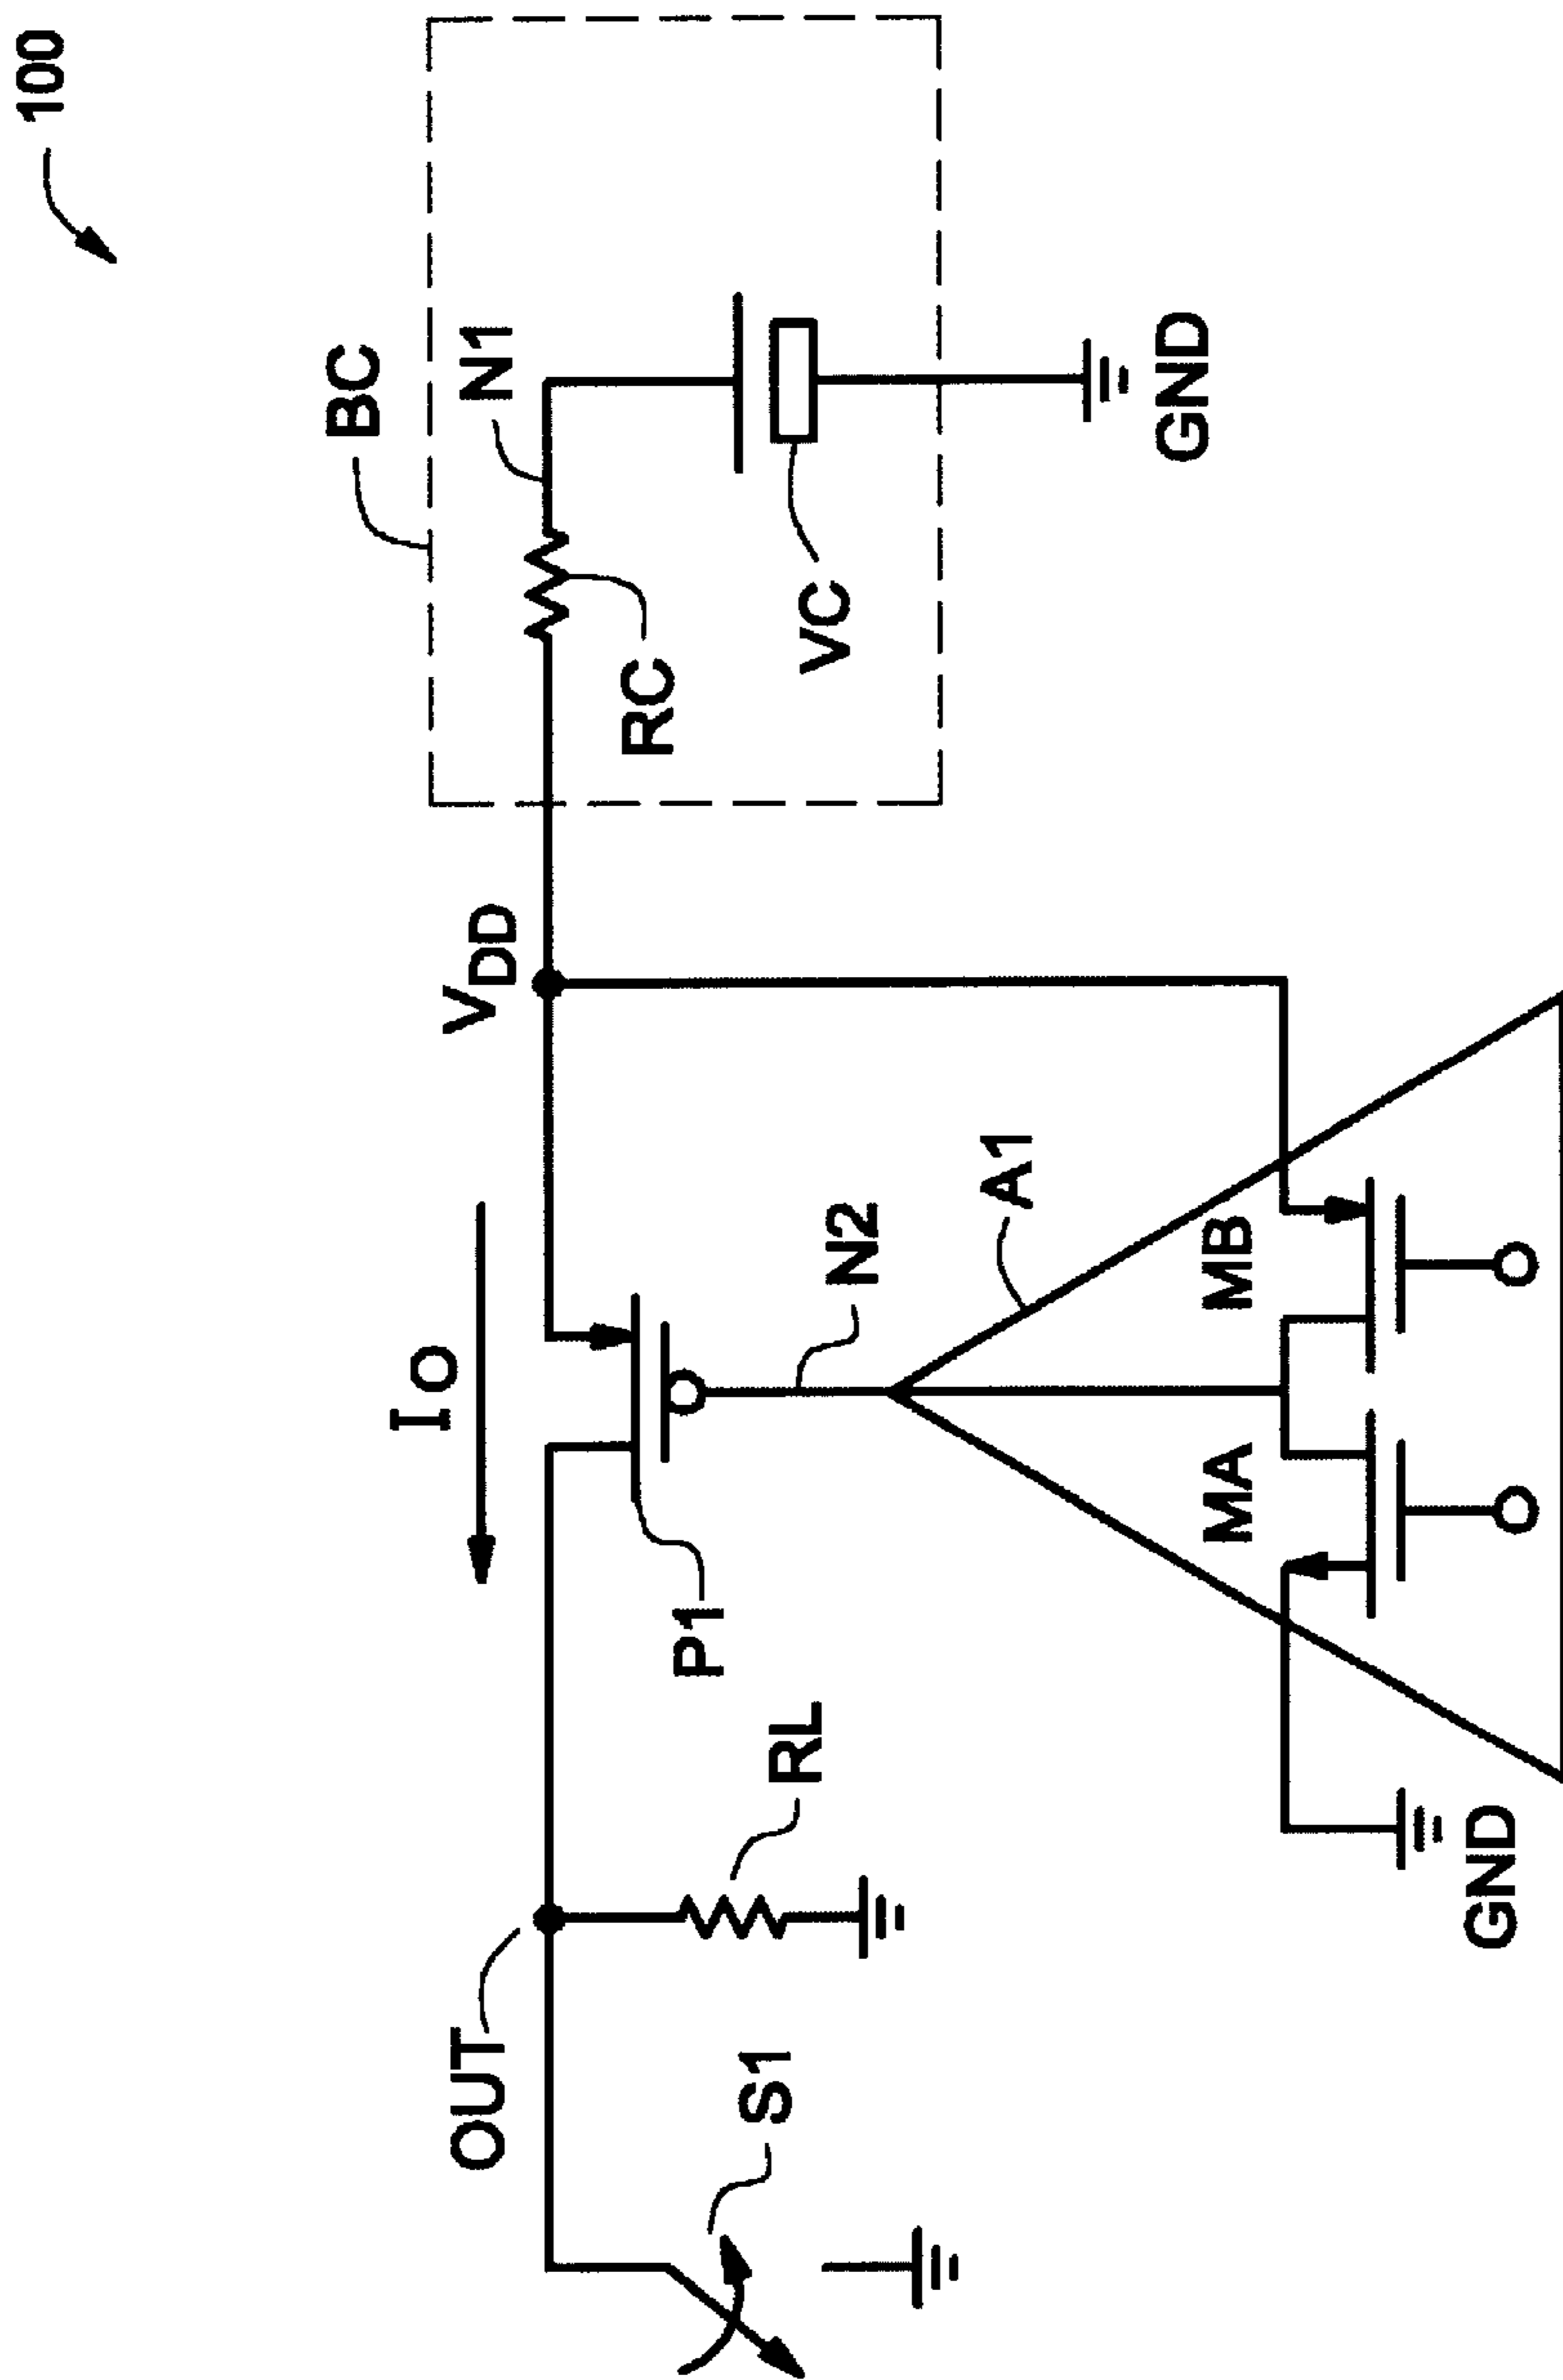 100
BC
N1
RC
VC
GND
VDD
IO
P1
N2
A1
MB
MA
GND
RL
OUT
S1